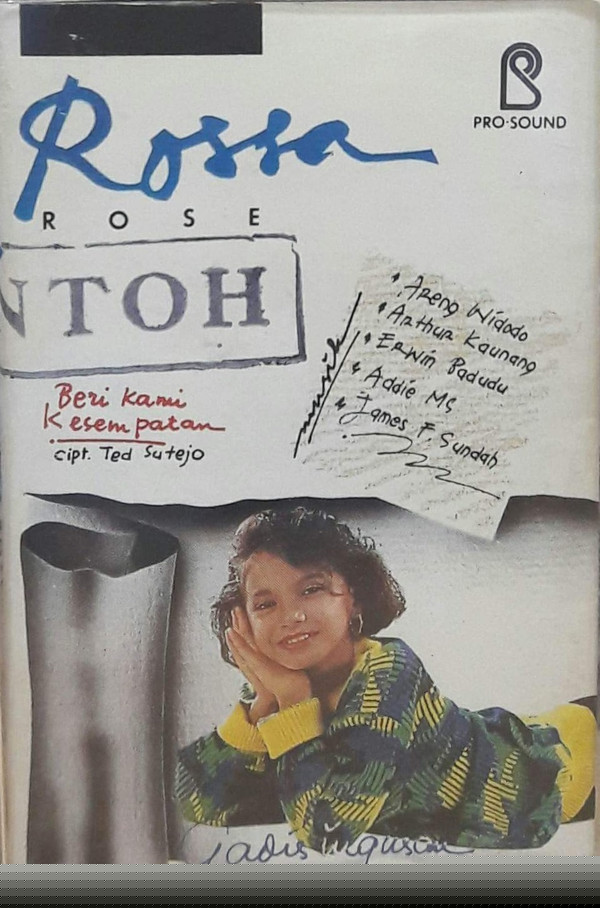 Rossa
PRO·SOUND
ROSE
NTOH
Beri kami
Kesempatan
cipt. Ted Sutejo
musik
• Areng Widodo
• Arthur Kaunang
• Erwin Badudu
• Addie MS
• James F. Sundah
Gadis